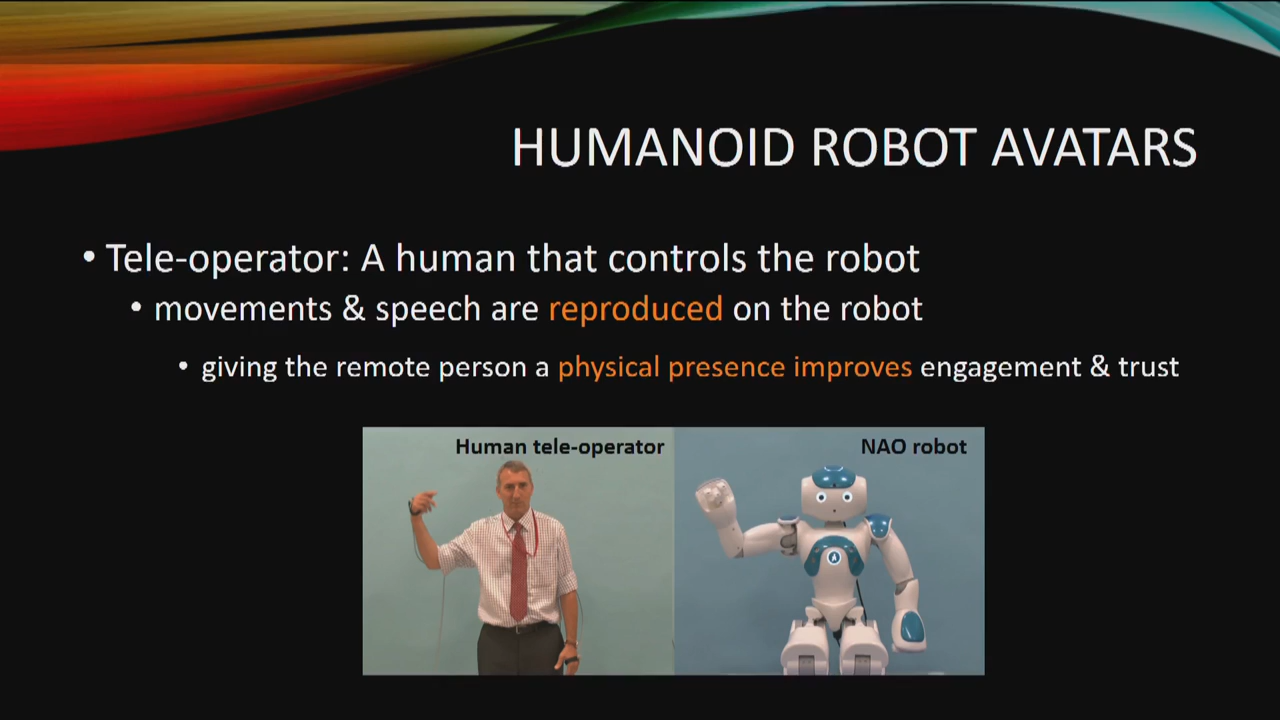 HUMANOID ROBOT AVATARS
• Tele-operator: A human that controls the robot
• movements & speech are reproduced on the robot
• giving the remote person a physical presence improves engagement & trust
Human tele-operator
NAO robot